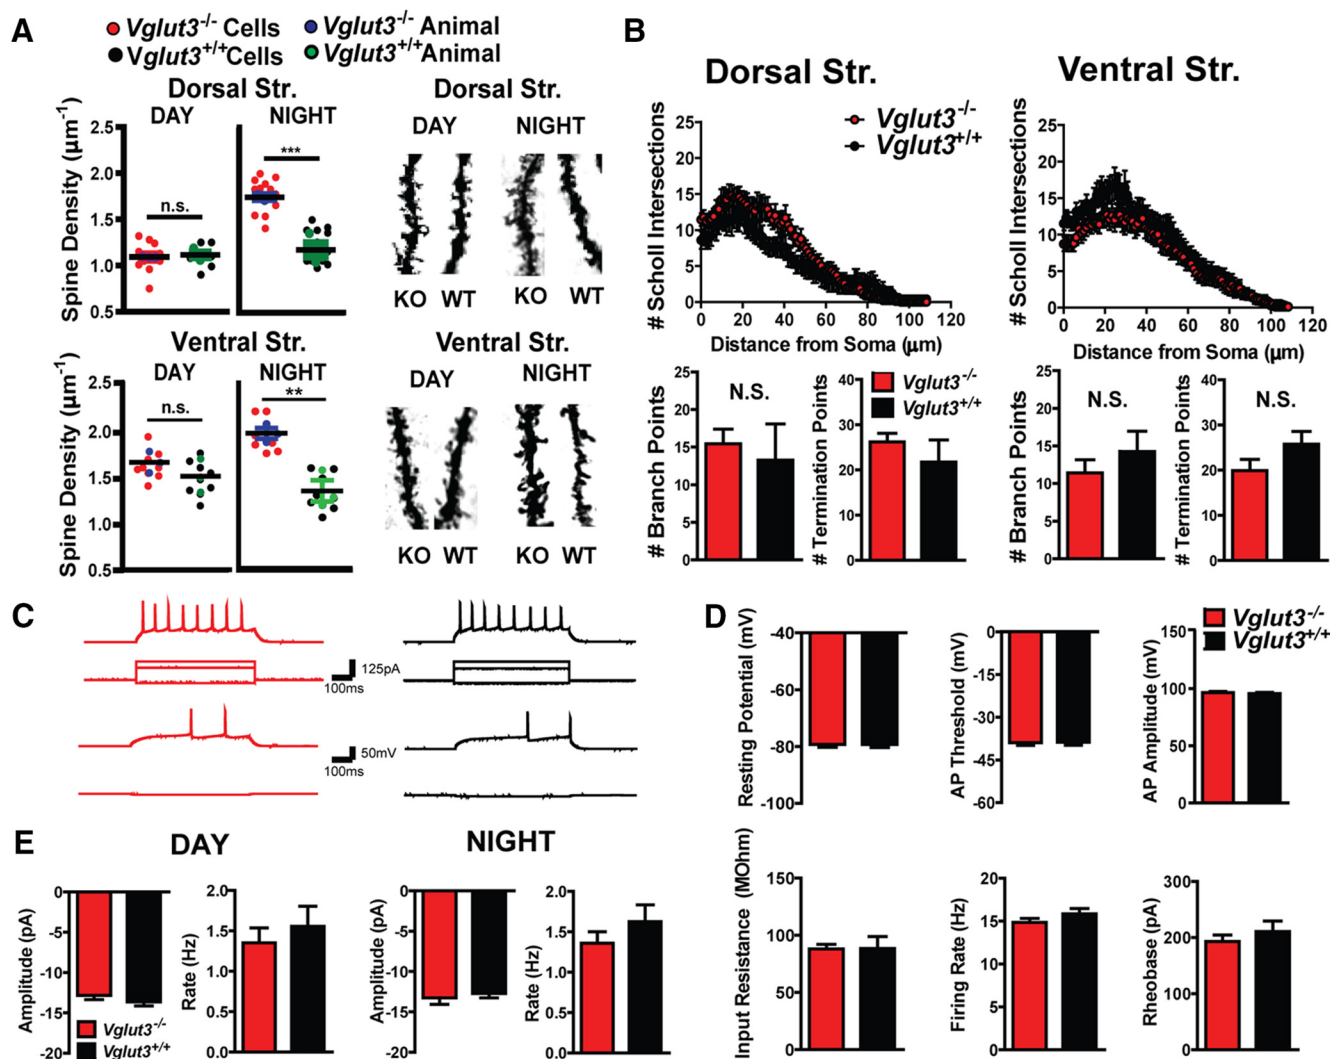 A
Vglut3-/- Cells
Vglut3-/- Animal
Vglut3+/+Cells
Vglut3+/+Animal
Dorsal Str.
DAY
NIGHT
Spine Density (µm-1)
2.5
2.0
1.5
1.0
0.5
n.s.
***
Dorsal Str.
DAY
NIGHT
KO
WT
KO
WT
Ventral Str.
DAY
NIGHT
Spine Density (µm-1)
2.5
2.0
1.5
1.0
0.5
n.s.
**
Ventral Str.
DAY
NIGHT
KO
WT
KO
WT
B
Dorsal Str.
Vglut3-/-
Vglut3+/+
# Scholl Intersections
25
20
15
10
5
0
0
20
40
60
80
100
120
Distance from Soma (µm)
Ventral Str.
# Scholl Intersections
25
20
15
10
5
0
0
20
40
60
80
100
120
Distance from Soma (µm)
# Branch Points
25
20
15
10
5
0
N.S.
# Termination Points
40
30
20
10
0
Vglut3-/-
Vglut3+/+
# Branch Points
25
20
15
10
5
0
N.S.
# Termination Points
40
30
20
10
0
N.S.
C
125pA
100ms
50mV
100ms
D
Vglut3-/-
Vglut3+/+
Resting Potential (mV)
-40
-60
-80
-100
AP Threshold (mV)
0
-15
-30
-45
-60
AP Amplitude (mV)
150
100
50
0
Input Resistance (MOhm)
150
100
50
0
Firing Rate (Hz)
20
15
10
5
0
Rheobase (pA)
300
200
100
0
E
DAY
NIGHT
Amplitude (pA)
0
-5
-10
-15
-20
Vglut3-/-
Vglut3+/+
Rate (Hz)
2.0
1.5
1.0
0.5
0.0
Amplitude (pA)
0
-5
-10
-15
-20
Rate (Hz)
2.0
1.5
1.0
0.5
0.0